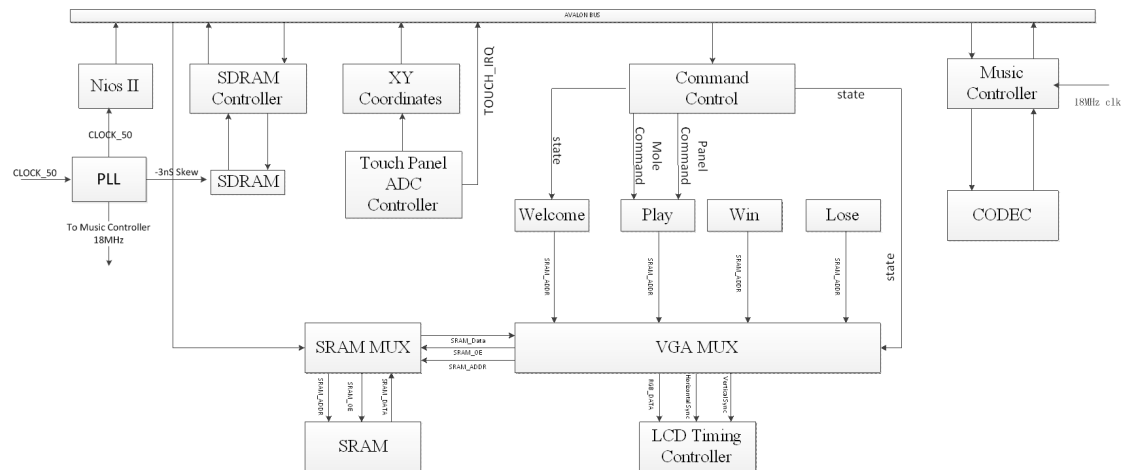 AVALON BUS
Nios II
SDRAM
Controller
XY
Coordinates
TOUCH_IRQ
Command
Control
state
Music
Controller
18MHz clk
CLOCK_50
CLOCK_50
PLL
-3nS Skew
SDRAM
Touch Panel
ADC
Controller
state
Mole
Command
Panel
Command
To Music Controller
18MHz
Welcome
Play
Win
Lose
CODEC
state
SRAM_ADDR
SRAM_ADDR
SRAM_ADDR
SRAM_ADDR
SRAM MUX
SRAM_Data
SRAM_OE
SRAM_ADDR
VGA MUX
SRAM_ADDR
SRAM_OE
SRAM_DATA
RGB_DATA
HorizontalSync
VerticalSync
SRAM
LCD Timing
Controller